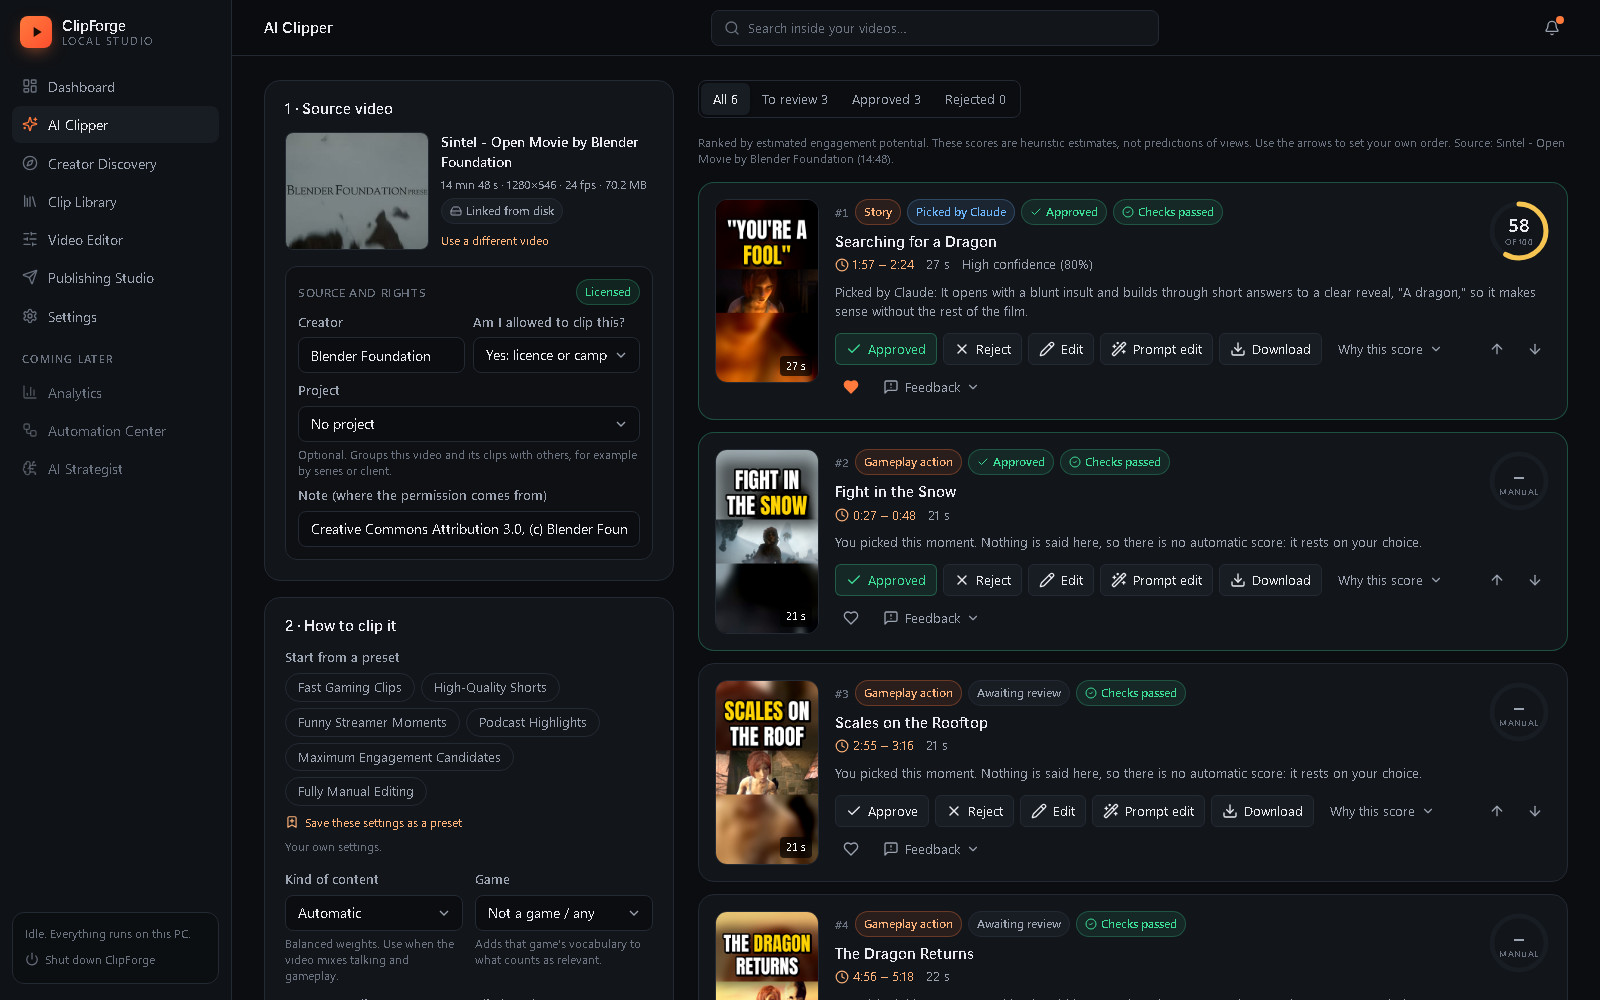 ClipForge
LOCAL STUDIO
Dashboard
AI Clipper
Creator Discovery
Clip Library
Video Editor
Publishing Studio
Settings
COMING LATER
Analytics
Automation Center
AI Strategist
Idle. Everything runs on this PC.
Shut down ClipForge
AI Clipper
Search inside your videos...
1 · Source video
BLENDER FOUNDATION PRESE
Sintel - Open Movie by Blender
Foundation
14 min 48 s · 1280×546 · 24 fps · 70.2 MB
Linked from disk
Use a different video
SOURCE AND RIGHTS
Licensed
Creator
Am I allowed to clip this?
Blender Foundation
Yes: licence or camp
Project
No project
Optional. Groups this video and its clips with others, for example
by series or client.
Note (where the permission comes from)
Creative Commons Attribution 3.0, (c) Blender Foun
2 · How to clip it
Start from a preset
Fast Gaming Clips
High-Quality Shorts
Funny Streamer Moments
Podcast Highlights
Maximum Engagement Candidates
Fully Manual Editing
Save these settings as a preset
Your own settings.
Kind of content
Game
Automatic
Not a game / any
Balanced weights. Use when the
video mixes talking and
gameplay.
Adds that game's vocabulary to
what counts as relevant.
All 6
To review 3
Approved 3
Rejected 0
Ranked by estimated engagement potential. These scores are heuristic estimates, not predictions of views. Use the arrows to set your own order. Source: Sintel - Open
Movie by Blender Foundation (14:48).
"YOU'RE A
FOOL"
27 s
#1 Story Picked by Claude Approved Checks passed
58
OF 100
Searching for a Dragon
1:57 – 2:24 27 s High confidence (80%)
Picked by Claude: It opens with a blunt insult and builds through short answers to a clear reveal, "A dragon," so it makes
sense without the rest of the film.
Approved Reject Edit Prompt edit Download Why this score
Feedback
FIGHT IN
THE SNOW
21 s
#2 Gameplay action Approved Checks passed
–
MANUAL
Fight in the Snow
0:27 – 0:48 21 s
You picked this moment. Nothing is said here, so there is no automatic score: it rests on your choice.
Approved Reject Edit Prompt edit Download Why this score
Feedback
SCALES ON
THE ROOF
21 s
#3 Gameplay action Awaiting review Checks passed
–
MANUAL
Scales on the Rooftop
2:55 – 3:16 21 s
You picked this moment. Nothing is said here, so there is no automatic score: it rests on your choice.
Approve Reject Edit Prompt edit Download Why this score
Feedback
THE DRAGON
RETURNS
#4 Gameplay action Awaiting review Checks passed
–
MANUAL
The Dragon Returns
4:56 – 5:18 22 s